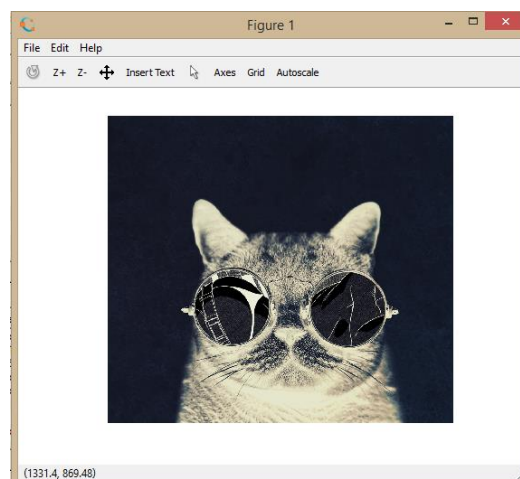 Figure 1
File Edit Help
Z+ Z- Insert Text Axes Grid Autoscale
(1331.4, 869.48)